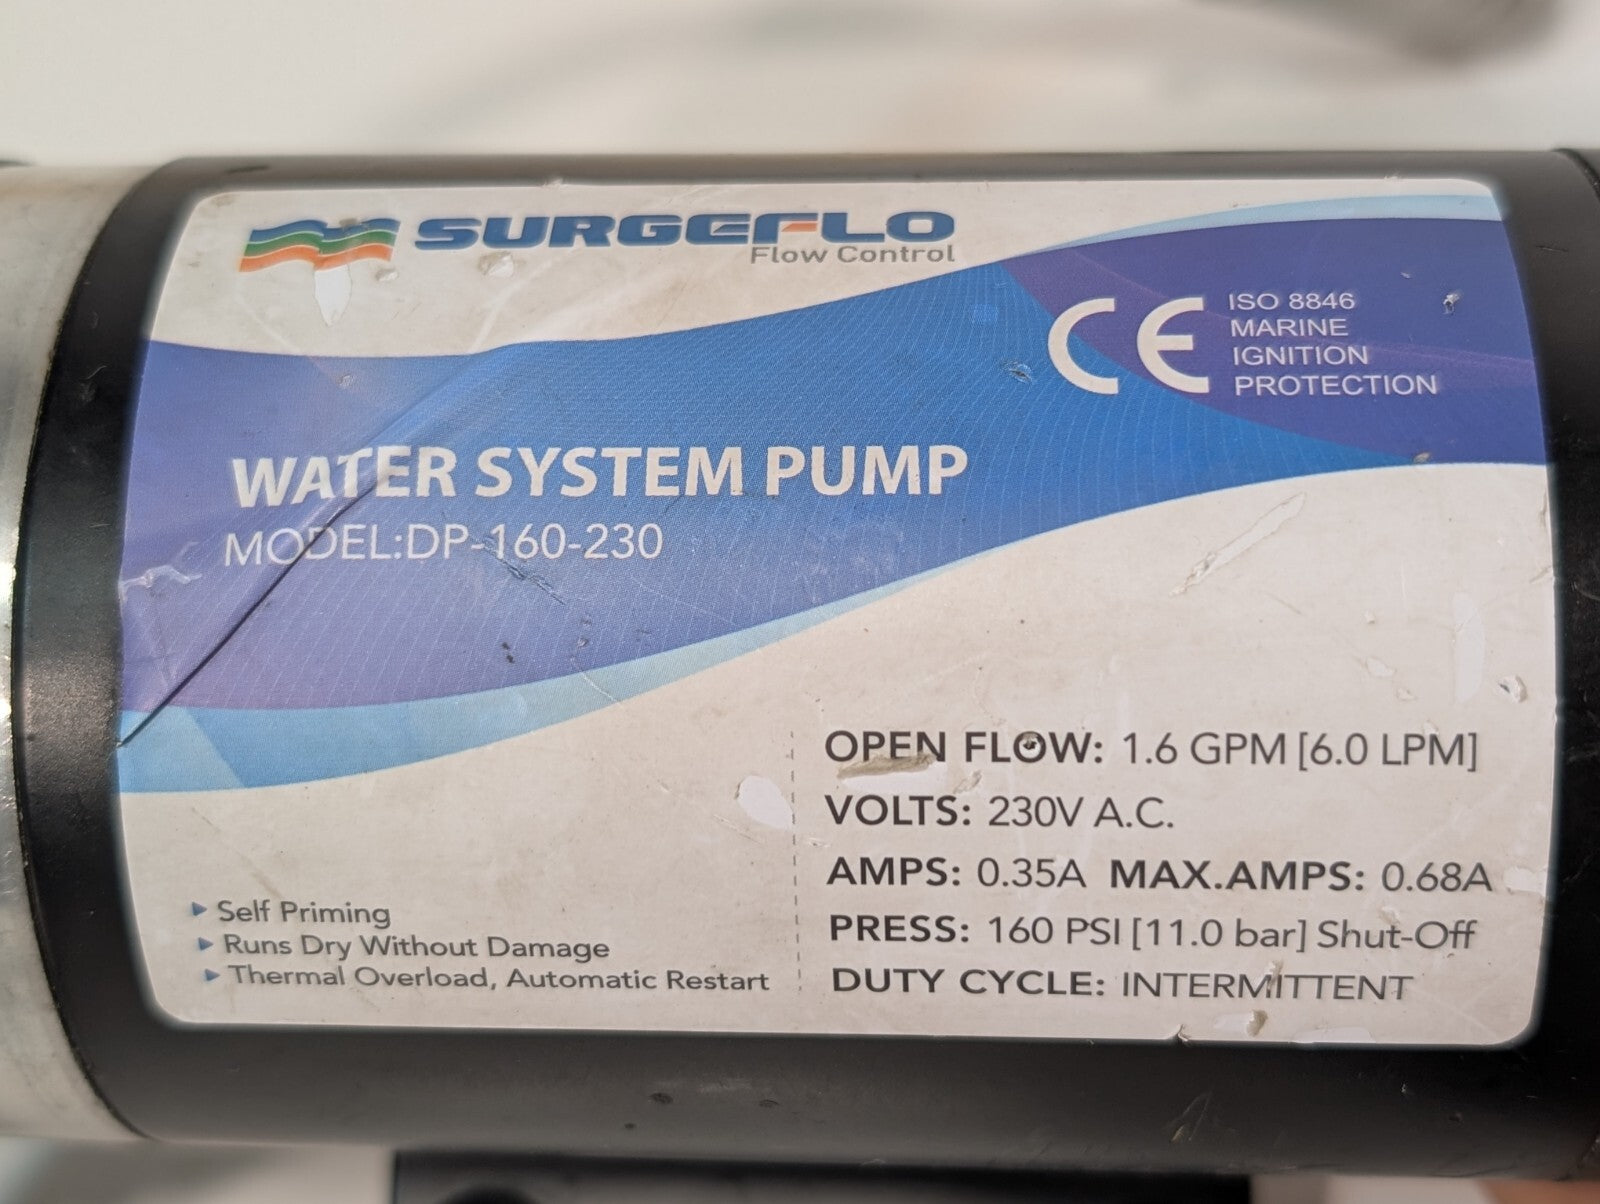 SURGEFLO
Flow Control
ISO 8846
MARINE
IGNITION
PROTECTION
CE
WATER SYSTEM PUMP
MODEL:DP-160-230
OPEN FLOW: 1.6 GPM [6.0 LPM]
VOLTS: 230V A.C.
AMPS: 0.35A MAX.AMPS: 0.68A
PRESS: 160 PSI [11.0 bar] Shut-Off
DUTY CYCLE: INTERMITTENT
Self Priming
Runs Dry Without Damage
Thermal Overload, Automatic Restart